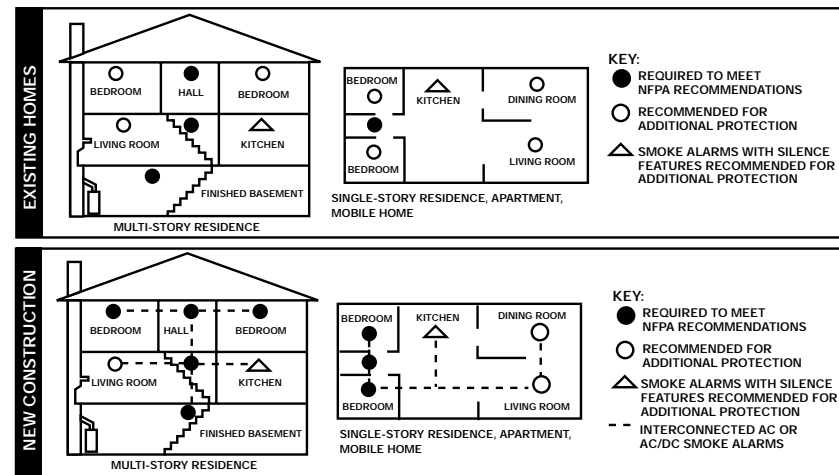 EXISTING HOMES
BEDROOM
HALL
BEDROOM
LIVING ROOM
KITCHEN
FINISHED BASEMENT
MULTI-STORY RESIDENCE
BEDROOM
KITCHEN
DINING ROOM
BEDROOM
LIVING ROOM
SINGLE-STORY RESIDENCE, APARTMENT,
MOBILE HOME
KEY:
REQUIRED TO MEET
NFPA RECOMMENDATIONS
RECOMMENDED FOR
ADDITIONAL PROTECTION
SMOKE ALARMS WITH SILENCE
FEATURES RECOMMENDED FOR
ADDITIONAL PROTECTION
NEW CONSTRUCTION
BEDROOM
HALL
BEDROOM
LIVING ROOM
KITCHEN
FINISHED BASEMENT
MULTI-STORY RESIDENCE
BEDROOM
KITCHEN
DINING ROOM
BEDROOM
LIVING ROOM
SINGLE-STORY RESIDENCE, APARTMENT,
MOBILE HOME
KEY:
REQUIRED TO MEET
NFPA RECOMMENDATIONS
RECOMMENDED FOR
ADDITIONAL PROTECTION
SMOKE ALARMS WITH SILENCE
FEATURES RECOMMENDED FOR
ADDITIONAL PROTECTION
INTERCONNECTED AC OR
AC/DC SMOKE ALARMS